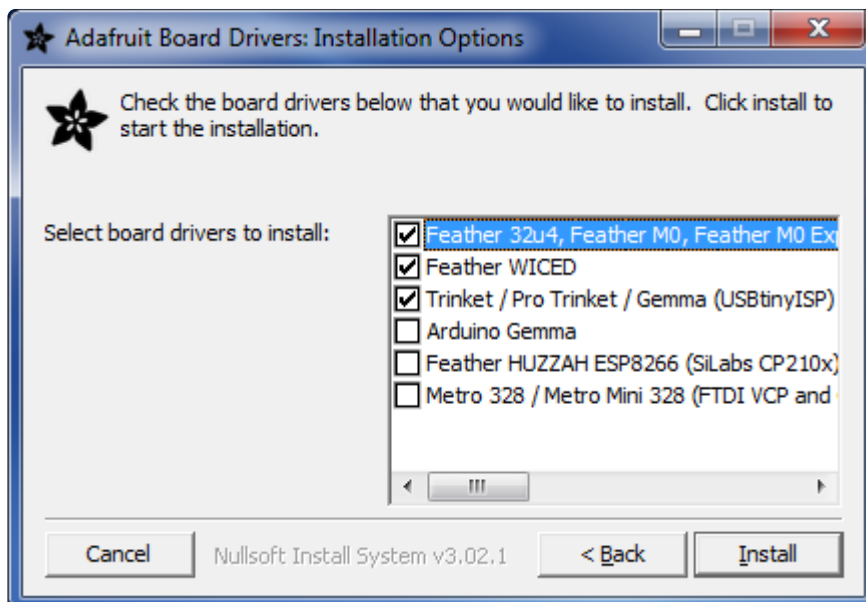 Adafruit Board Drivers: Installation Options
Check the board drivers below that you would like to install. Click install to
start the installation.
Select board drivers to install:
Feather 32u4, Feather M0, Feather M0 Ex
Feather WICED
Trinket / Pro Trinket / Gemma (USBtinyISP)
Arduino Gemma
Feather HUZZAH ESP8266 (SiLabs CP210x)
Metro 328 / Metro Mini 328 (FTDI VCP and
Cancel
Nullsoft Install System v3.02.1
< Back
Install